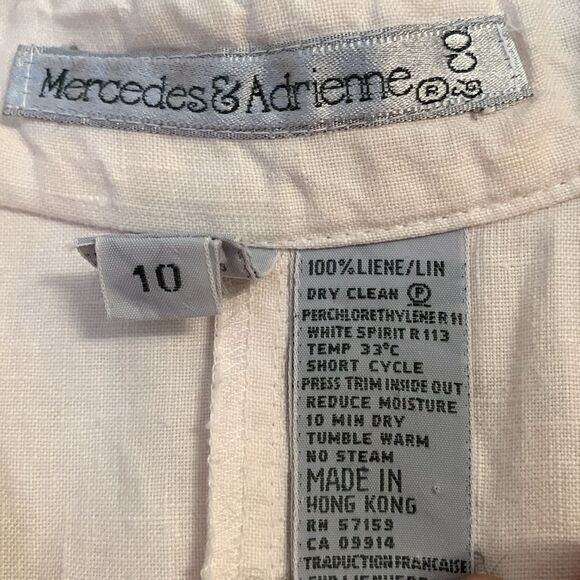 Mercedes & Adrienne ® & CO
10
100% LIENE/LIN
DRY CLEAN Ⓟ
PERCHLORETHYLENE R 11
WHITE SPIRIT R 113
TEMP 33°C
SHORT CYCLE
PRESS TRIM INSIDE OUT
REDUCE MOISTURE
10 MIN DRY
TUMBLE WARM
NO STEAM
MADE IN
HONG KONG
RN 57159
CA 09914
TRADUCTION FRANCAISE